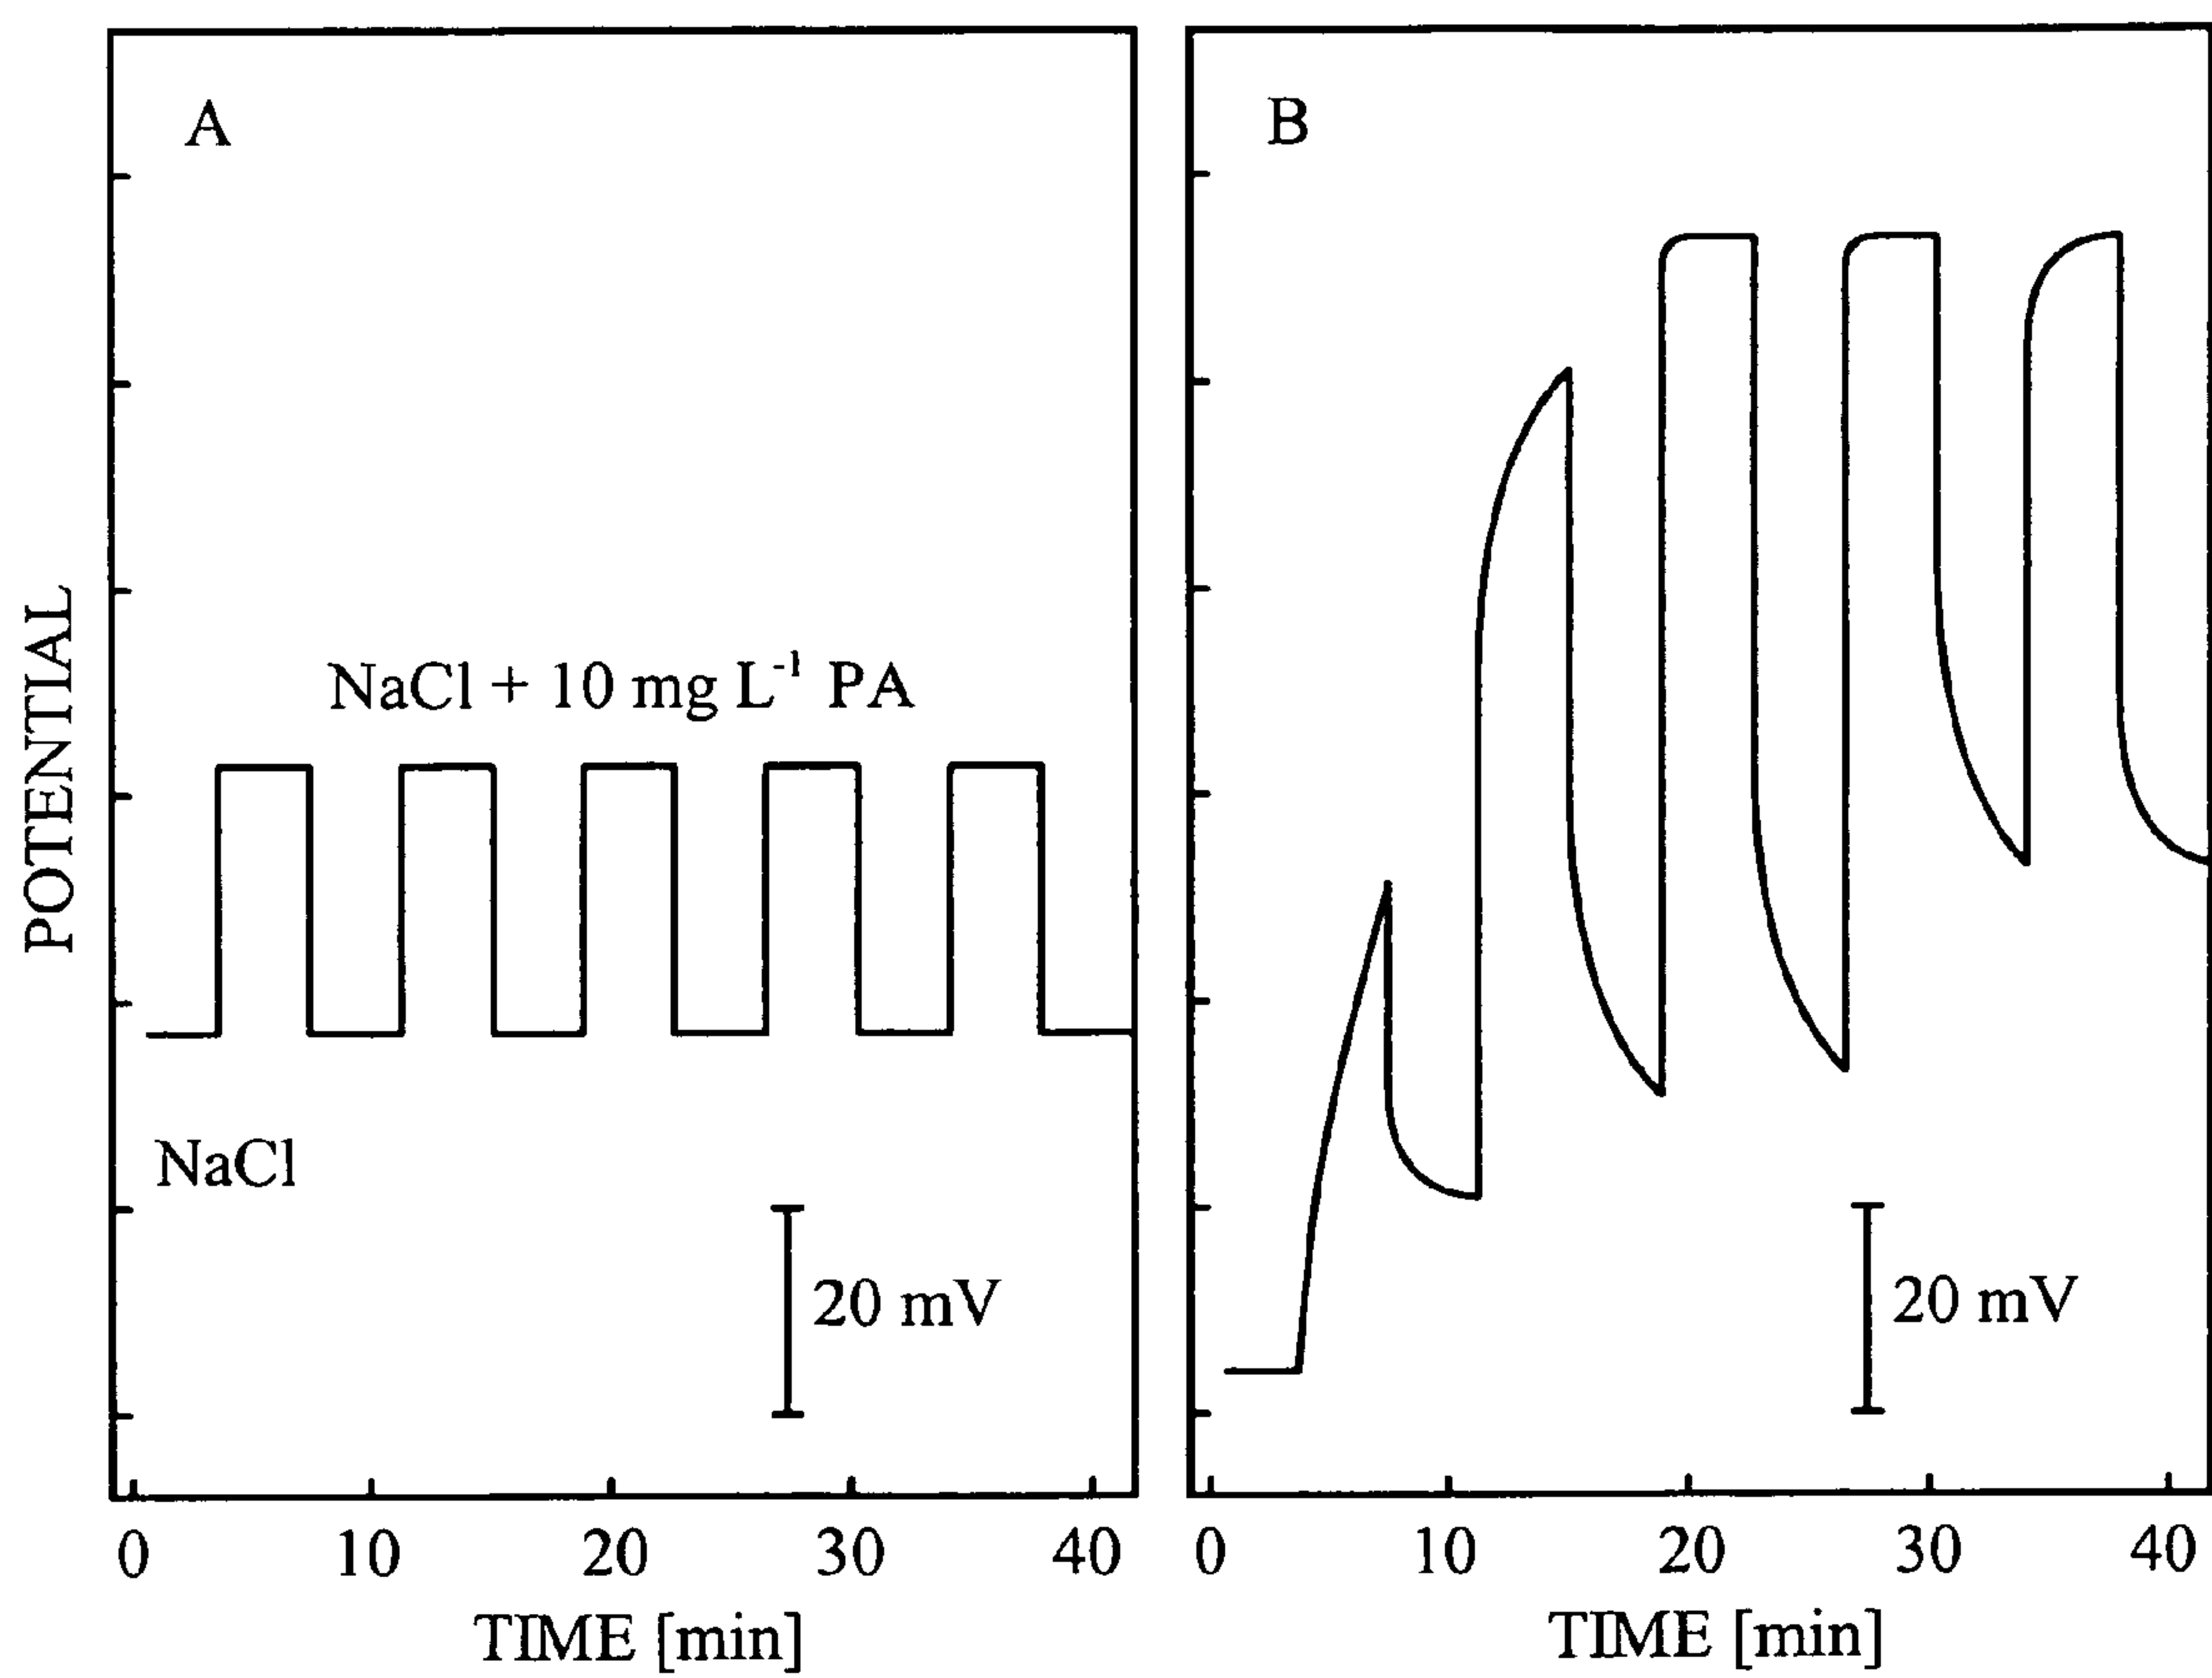 A
B
POTENTIAL
NaCl + 10 mg L⁻¹ PA
NaCl
20 mV
20 mV
0 10 20 30 40
0 10 20 30 40
TIME [min]
TIME [min]